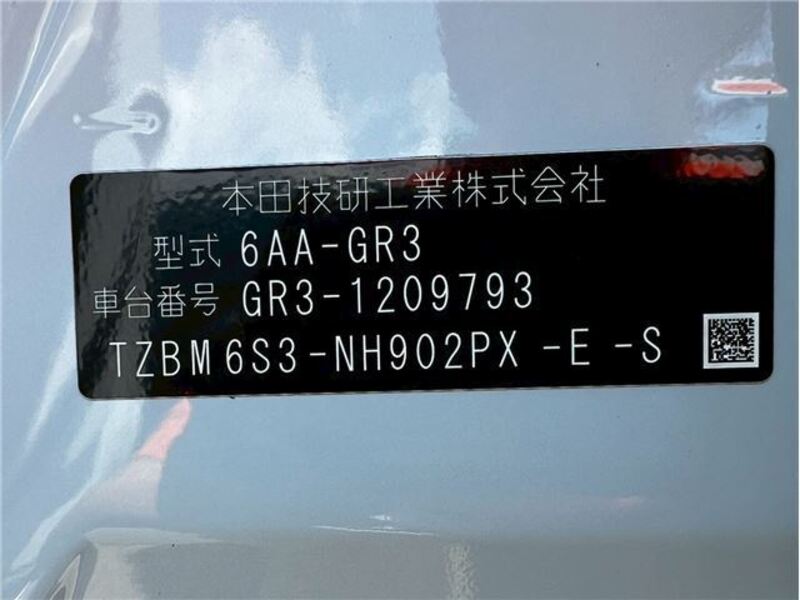 本田技研工業株式会社
型式 6AA-GR3
車台番号 GR3-1209793
TZBM6S3-NH902PX -E -S